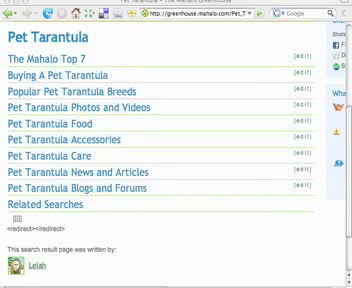 Pet Tarantula - The Mahalo Greenhouse
http://greenhouse.mahalo.com/Pet_T
Google
Pet Tarantula
The Mahalo Top 7 [edit]
Buying A Pet Tarantula [edit]
Popular Pet Tarantula Breeds [edit]
Pet Tarantula Photos and Videos [edit]
Pet Tarantula Food [edit]
Pet Tarantula Accessories [edit]
Pet Tarantula Care [edit]
Pet Tarantula News and Articles [edit]
Pet Tarantula Blogs and Forums [edit]
Related Searches
<redirect></redirect>
This search result page was written by:
Leiah
Share
Wha